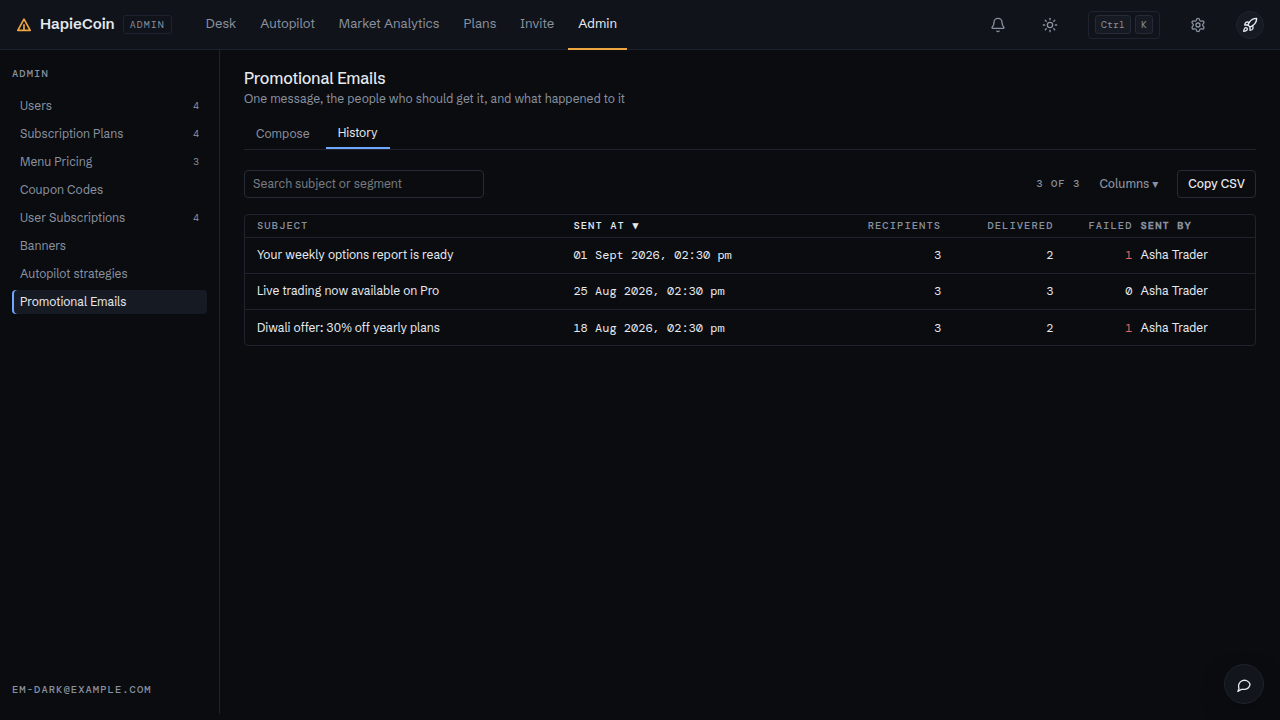 HapieCoin ADMIN Desk Autopilot Market Analytics Plans Invite Admin Ctrl K
ADMIN
Users 4
Subscription Plans 4
Menu Pricing 3
Coupon Codes
User Subscriptions 4
Banners
Autopilot strategies
Promotional Emails
EM-DARK@EXAMPLE.COM
Promotional Emails
One message, the people who should get it, and what happened to it
Compose History
Search subject or segment 3 OF 3 Columns ▾ Copy CSV
SUBJECT SENT AT ▼ RECIPIENTS DELIVERED FAILED SENT BY
Your weekly options report is ready 01 Sept 2026, 02:30 pm 3 2 1 Asha Trader
Live trading now available on Pro 25 Aug 2026, 02:30 pm 3 3 0 Asha Trader
Diwali offer: 30% off yearly plans 18 Aug 2026, 02:30 pm 3 2 1 Asha Trader